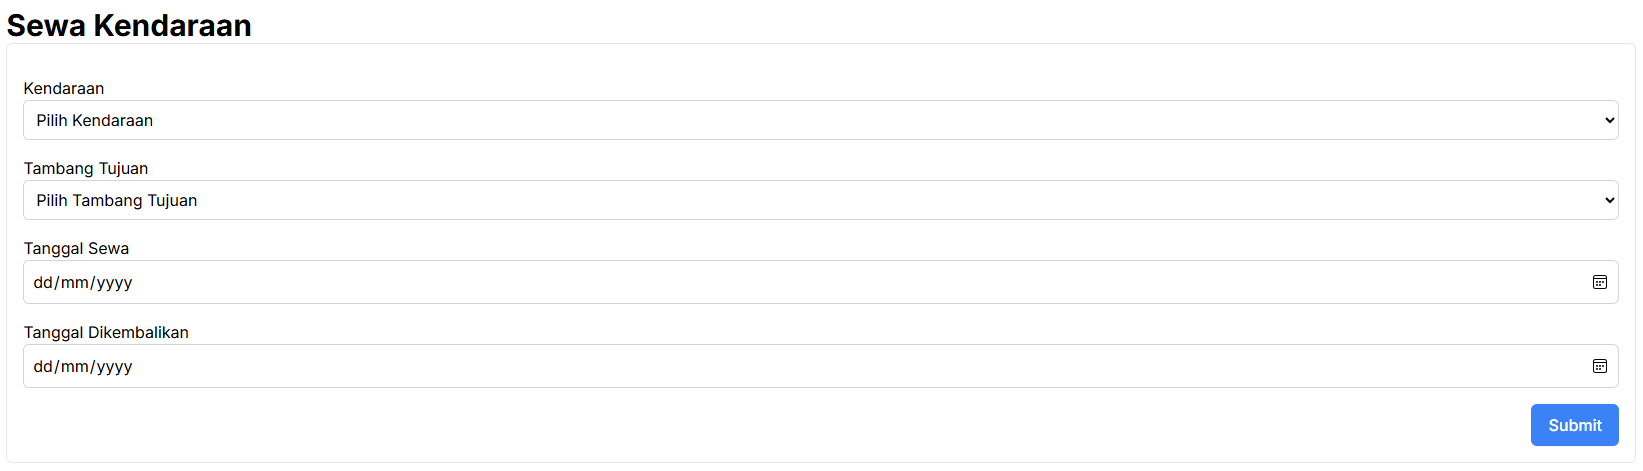 Sewa Kendaraan
Kendaraan
Pilih Kendaraan
Tambang Tujuan
Pilih Tambang Tujuan
Tanggal Sewa
dd/mm/yyyy
Tanggal Dikembalikan
dd/mm/yyyy
Submit